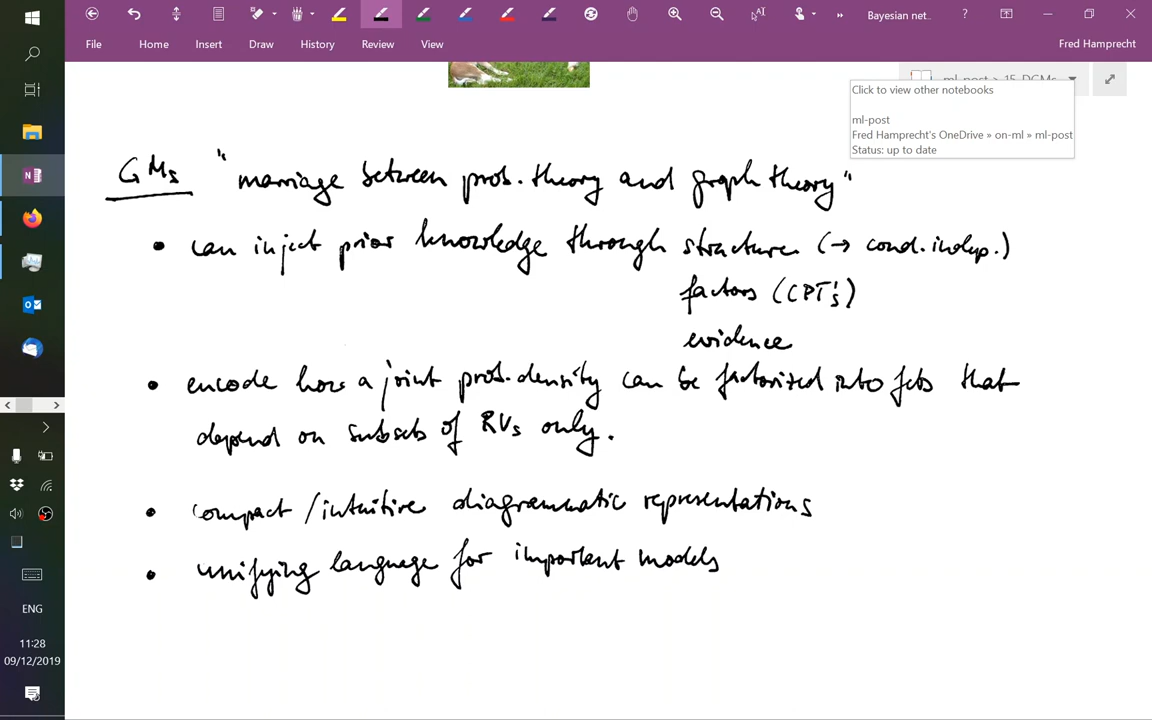 Bayesian net...
?
File
Home
Insert
Draw
History
Review
View
Fred Hamprecht
ml-post > 15 DGMs
Click to view other notebooks
ml-post
Fred Hamprecht's OneDrive » on-ml » ml-post
Status: up to date
GMs "marriage between prob. theory and graph theory"
• can inject prior knowledge through structure (→ cond. indep.)
factors (CPT's)
evidence
• encode how a joint prob. density can be factorized into fcts that
depend on subsets of RVs only.
• compact / intuitive diagrammatic representations
• unifying language for important models
ENG
11:28
09/12/2019